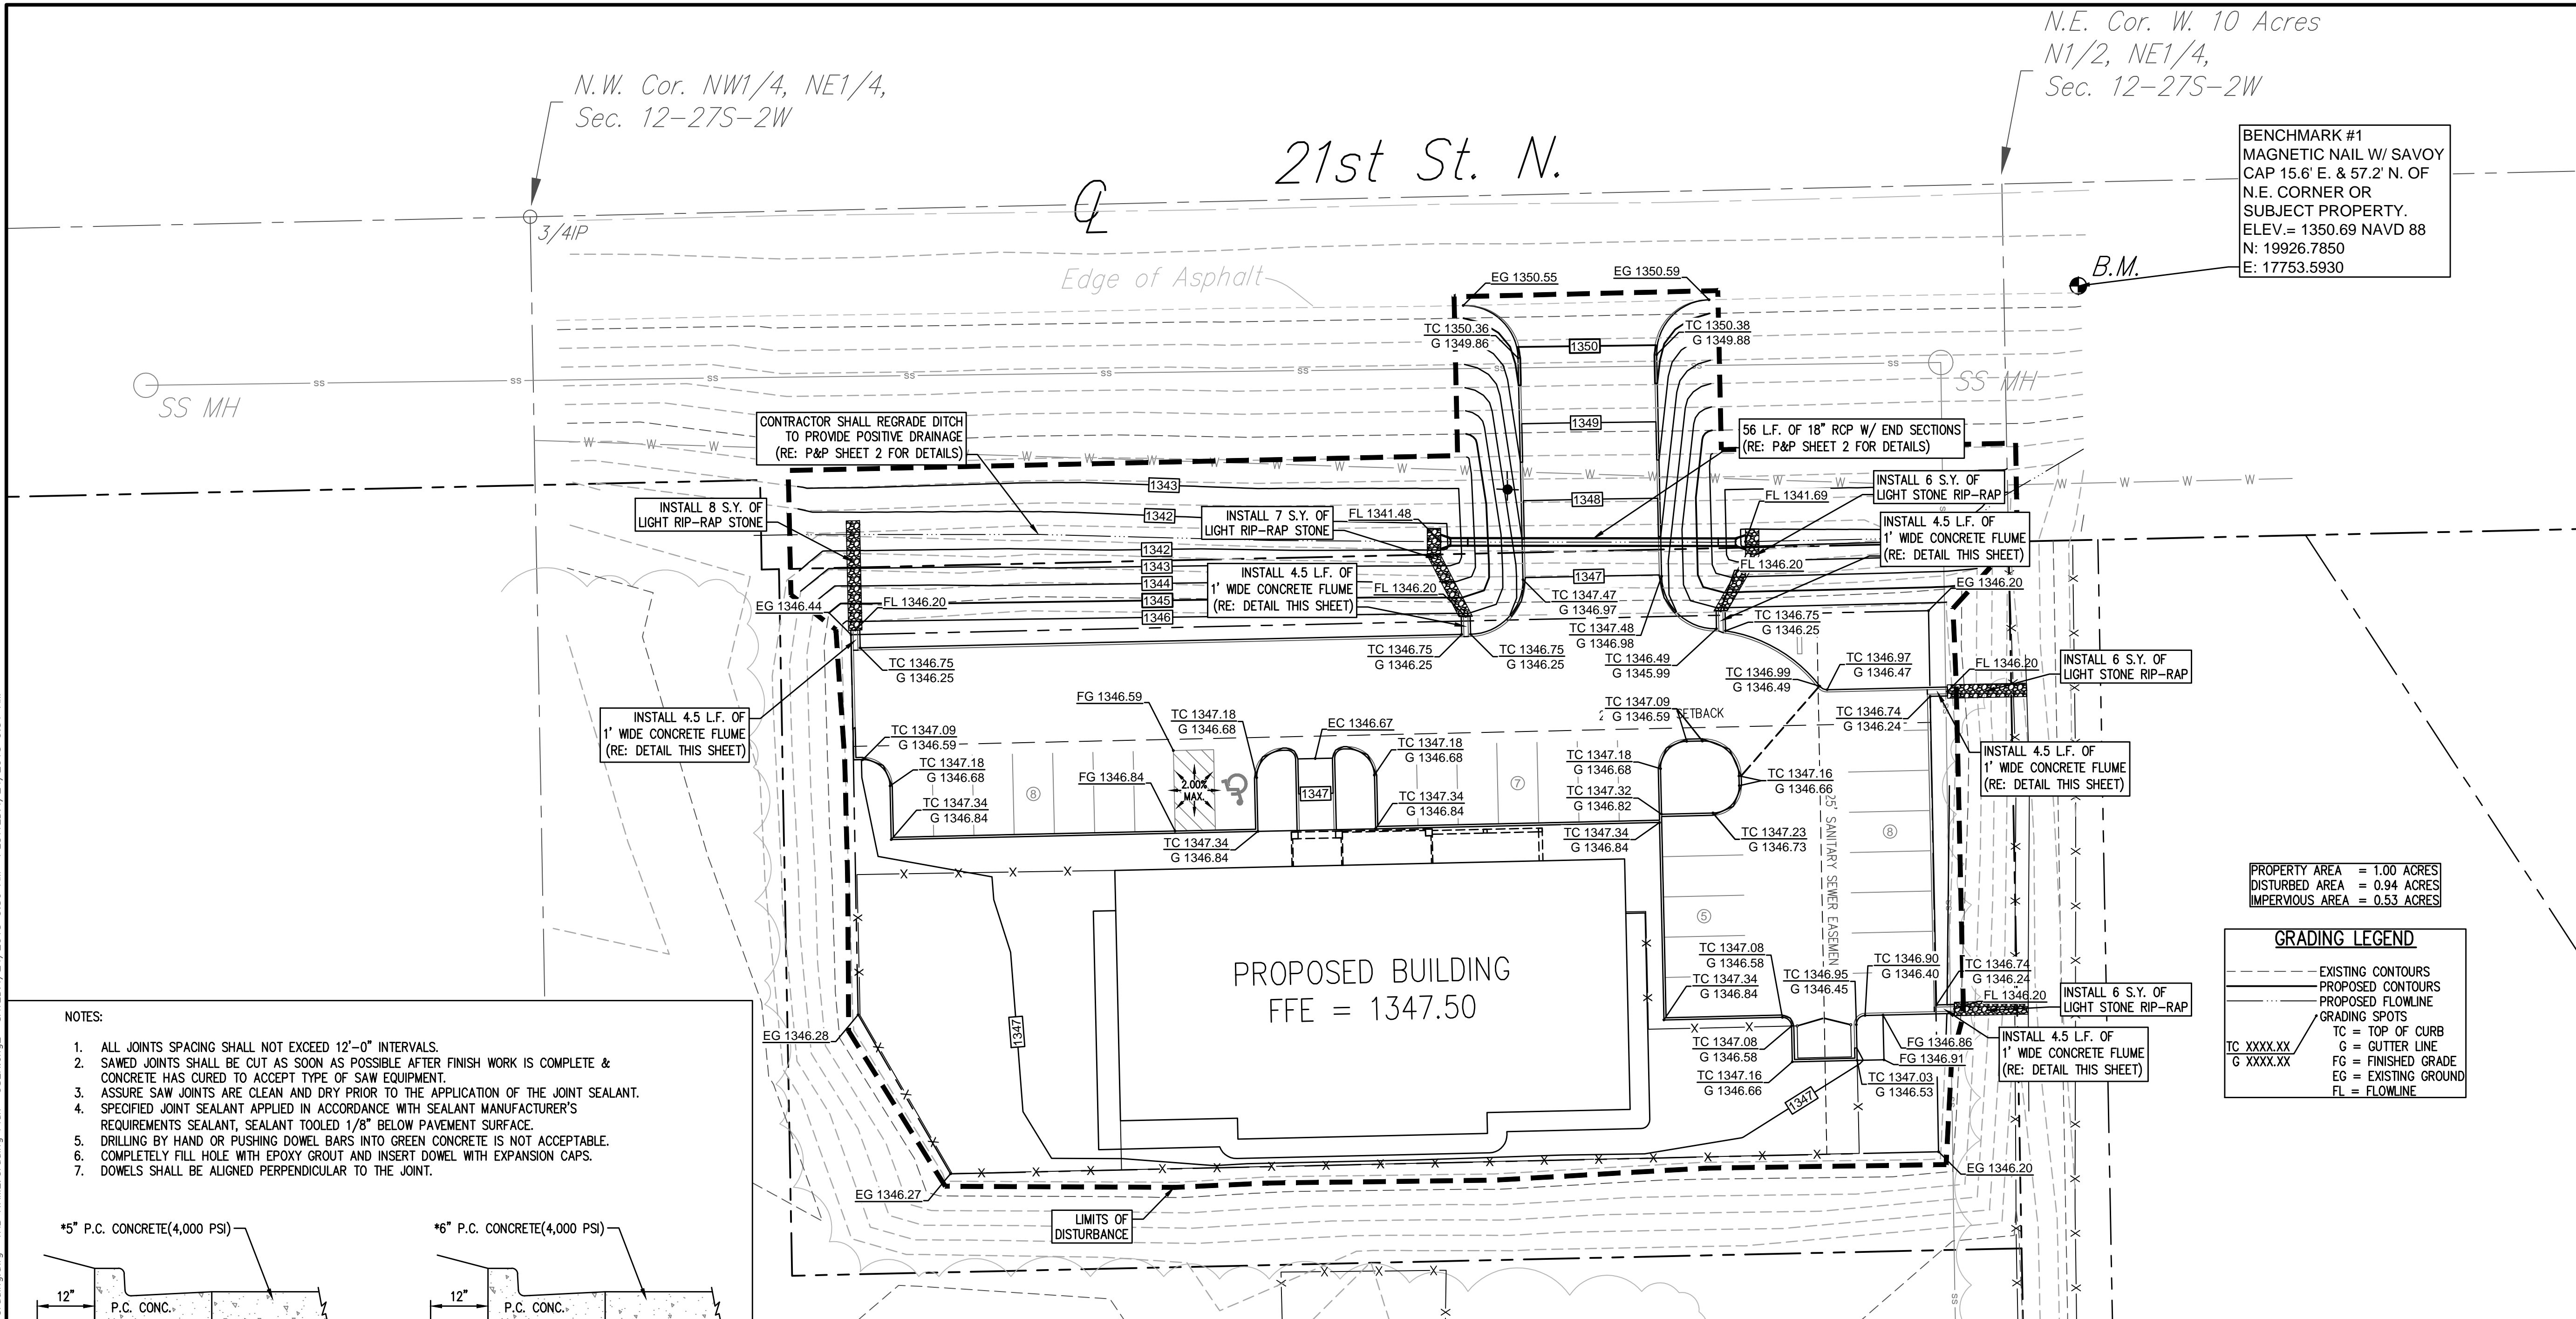 N.W. Cor. NW1/4, NE1/4,
Sec. 12-27S-2W
N.E. Cor. W. 10 Acres
N1/2, NE1/4,
Sec. 12-27S-2W
21st St. N.
3/4IP
Edge of Asphalt
BENCHMARK #1
MAGNETIC NAIL W/ SAVOY
CAP 15.6' E. & 57.2' N. OF
N.E. CORNER OR
SUBJECT PROPERTY.
ELEV.= 1350.69 NAVD 88
N: 19926.7850
E: 17753.5930
B.M.
EG 1350.55
EG 1350.59
TC 1350.36
G 1349.86
TC 1350.38
G 1349.88
1350
SS MH
ss
ss
ss
ss
ss
ss
ss
ss
SS MH
CONTRACTOR SHALL REGRADE DITCH
TO PROVIDE POSITIVE DRAINAGE
(RE: P&P SHEET 2 FOR DETAILS)
1349
56 L.F. OF 18" RCP W/ END SECTIONS
(RE: P&P SHEET 2 FOR DETAILS)
W W W W W W W W W W W W W W W W W W
INSTALL 8 S.Y. OF
LIGHT RIP-RAP STONE
1343
1342
INSTALL 7 S.Y. OF
LIGHT RIP-RAP STONE
FL 1341.48
1348
FL 1341.69
INSTALL 6 S.Y. OF
LIGHT STONE RIP-RAP
INSTALL 4.5 L.F. OF
1' WIDE CONCRETE FLUME
(RE: DETAIL THIS SHEET)
1342
1343
1344
1345
1346
INSTALL 4.5 L.F. OF
1' WIDE CONCRETE FLUME
(RE: DETAIL THIS SHEET)
FL 1346.20
1347
FL 1346.20
EG 1346.20
EG 1346.44
FL 1346.20
TC 1347.47
G 1346.97
TC 1347.48
G 1346.98
TC 1346.75
G 1346.25
TC 1346.75
G 1346.25
TC 1346.75
G 1346.25
TC 1346.75
G 1346.25
TC 1346.49
G 1345.99
TC 1346.99
G 1346.49
TC 1346.97
G 1346.47
FL 1346.20
INSTALL 6 S.Y. OF
LIGHT STONE RIP-RAP
INSTALL 4.5 L.F. OF
1' WIDE CONCRETE FLUME
(RE: DETAIL THIS SHEET)
FG 1346.59
TC 1347.18
G 1346.68
EC 1346.67
TC 1347.09
G 1346.59
SETBACK
TC 1346.74
G 1346.24
INSTALL 4.5 L.F. OF
1' WIDE CONCRETE FLUME
(RE: DETAIL THIS SHEET)
TC 1347.09
G 1346.59
TC 1347.18
G 1346.68
TC 1347.34
G 1346.84
8
FG 1346.84
2.00%
MAX.
1347
TC 1347.18
G 1346.68
7
TC 1347.34
G 1346.84
TC 1347.34
G 1346.84
TC 1347.18
G 1346.68
TC 1347.32
G 1346.82
TC 1347.34
G 1346.84
TC 1347.16
G 1346.66
TC 1347.23
G 1346.73
25' SANITARY SEWER EASEMEN
8
5
PROPERTY AREA = 1.00 ACRES
DISTURBED AREA = 0.94 ACRES
IMPERVIOUS AREA = 0.53 ACRES
GRADING LEGEND
EXISTING CONTOURS
PROPOSED CONTOURS
PROPOSED FLOWLINE
GRADING SPOTS
TC = TOP OF CURB
G = GUTTER LINE
FG = FINISHED GRADE
EG = EXISTING GROUND
FL = FLOWLINE
TC XXXX.XX
G XXXX.XX
PROPOSED BUILDING
FFE = 1347.50
TC 1347.08
G 1346.58
TC 1347.34
G 1346.84
TC 1346.95
G 1346.45
TC 1346.90
G 1346.40
TC 1346.74
G 1346.24
FL 1346.20
INSTALL 6 S.Y. OF
LIGHT STONE RIP-RAP
INSTALL 4.5 L.F. OF
1' WIDE CONCRETE FLUME
(RE: DETAIL THIS SHEET)
TC 1347.08
G 1346.58
FG 1346.86
FG 1346.91
TC 1347.16
G 1346.66
TC 1347.03
G 1346.53
1347
1347
EG 1346.28
EG 1346.27
EG 1346.20
LIMITS OF
DISTURBANCE
NOTES:
1. ALL JOINTS SPACING SHALL NOT EXCEED 12'-0" INTERVALS.
2. SAWED JOINTS SHALL BE CUT AS SOON AS POSSIBLE AFTER FINISH WORK IS COMPLETE &
CONCRETE HAS CURED TO ACCEPT TYPE OF SAW EQUIPMENT.
3. ASSURE SAW JOINTS ARE CLEAN AND DRY PRIOR TO THE APPLICATION OF THE JOINT SEALANT.
4. SPECIFIED JOINT SEALANT APPLIED IN ACCORDANCE WITH SEALANT MANUFACTURER'S
REQUIREMENTS SEALANT, SEALANT TOOLED 1/8" BELOW PAVEMENT SURFACE.
5. DRILLING BY HAND OR PUSHING DOWEL BARS INTO GREEN CONCRETE IS NOT ACCEPTABLE.
6. COMPLETELY FILL HOLE WITH EPOXY GROUT AND INSERT DOWEL WITH EXPANSION CAPS.
7. DOWELS SHALL BE ALIGNED PERPENDICULAR TO THE JOINT.
*5" P.C. CONCRETE(4,000 PSI)
12"
P.C. CONC.
*6" P.C. CONCRETE(4,000 PSI)
12"
P.C. CONC.